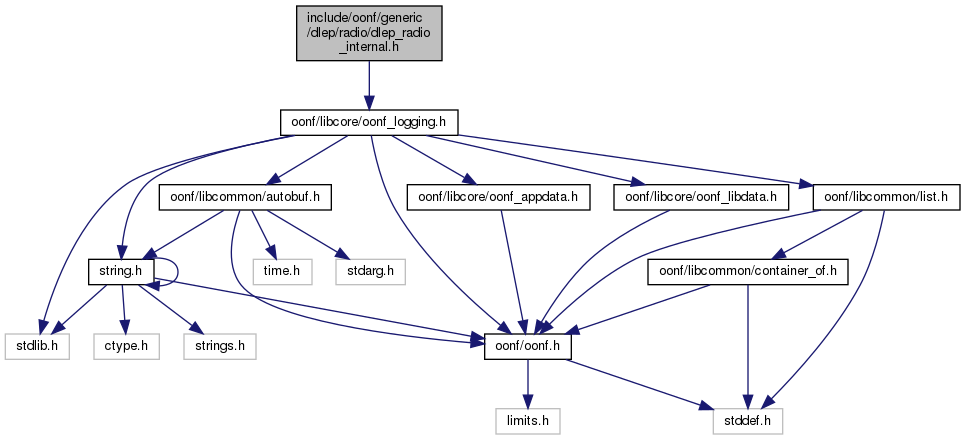 include/oonf/generic
/dlep/radio/dlep_radio
_internal.h
oonf/libcore/oonf_logging.h
oonf/libcommon/autobuf.h
oonf/libcore/oonf_appdata.h
oonf/libcore/oonf_libdata.h
oonf/libcommon/list.h
string.h
time.h
stdarg.h
oonf/libcommon/container_of.h
stdlib.h
ctype.h
strings.h
oonf/oonf.h
limits.h
stddef.h